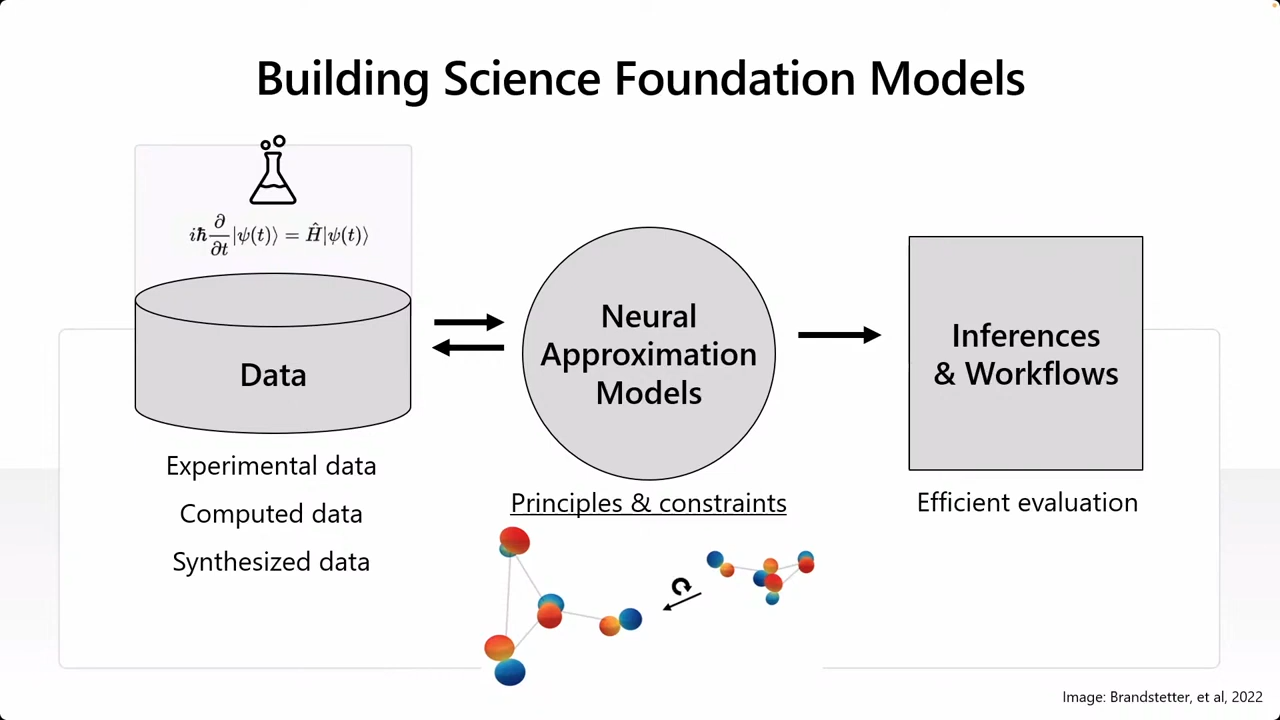 Building Science Foundation Models
iħ ∂/∂t |ψ(t)⟩ = Ĥ|ψ(t)⟩
Data
Experimental data
Computed data
Synthesized data
Neural
Approximation
Models
Principles & constraints
Inferences
& Workflows
Efficient evaluation
Image: Brandstetter, et al, 2022